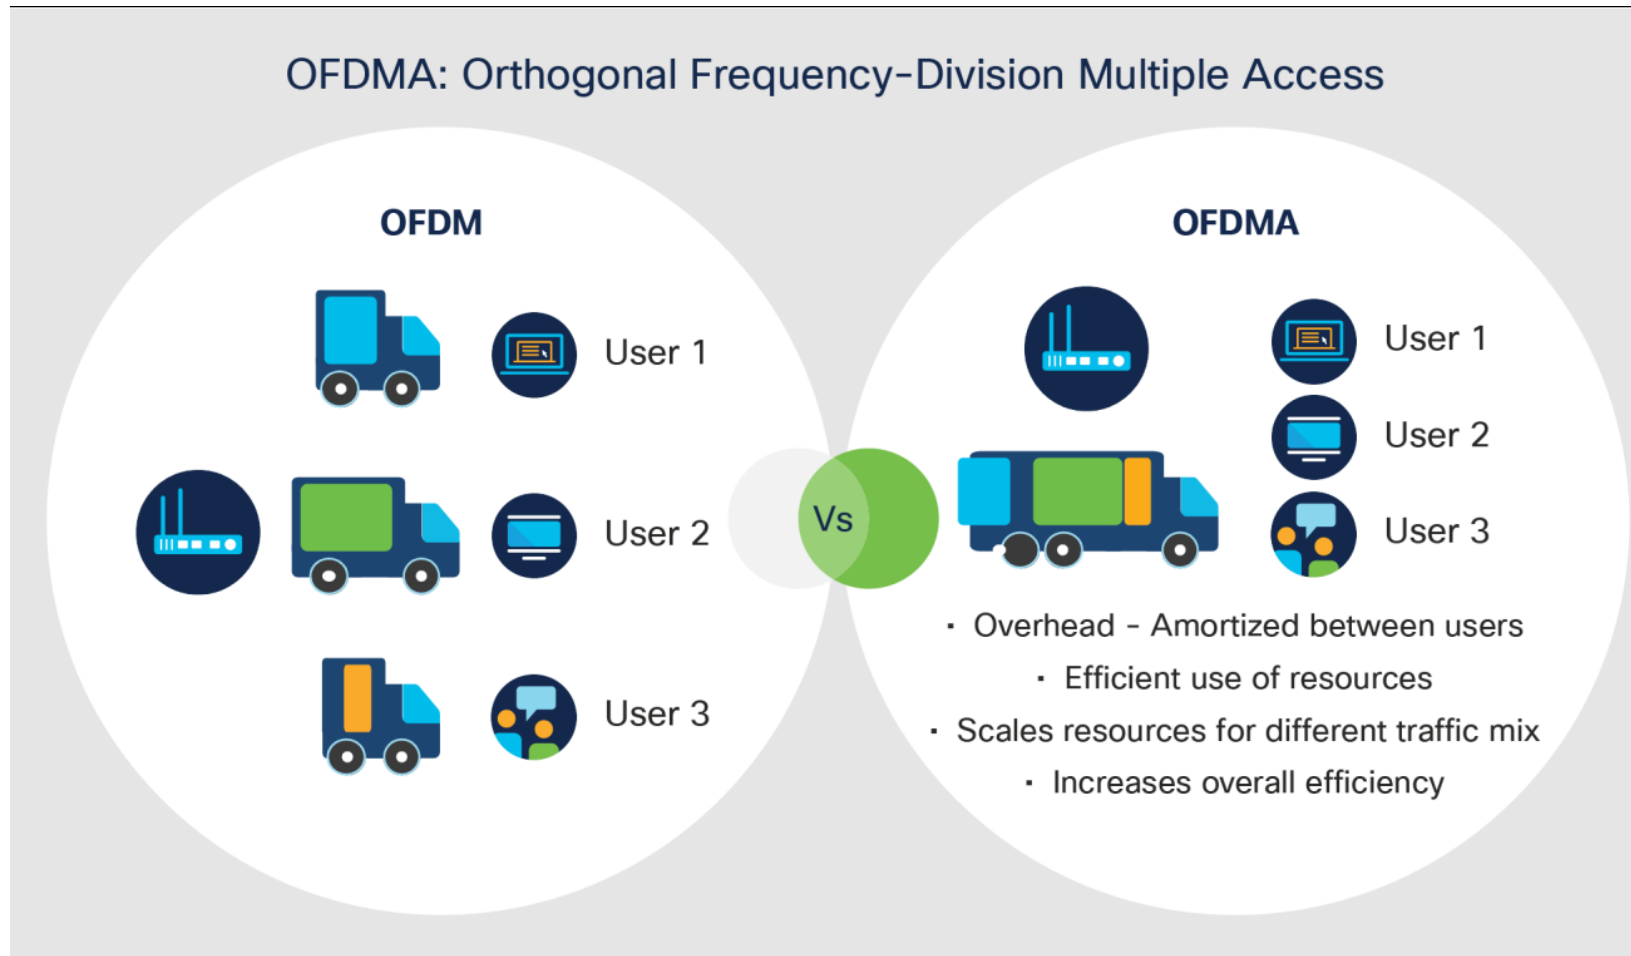 OFDMA: Orthogonal Frequency-Division Multiple Access
OFDM
User 1
User 2
User 3
Vs
OFDMA
User 1
User 2
User 3
▪ Overhead - Amortized between users
▪ Efficient use of resources
▪ Scales resources for different traffic mix
▪ Increases overall efficiency